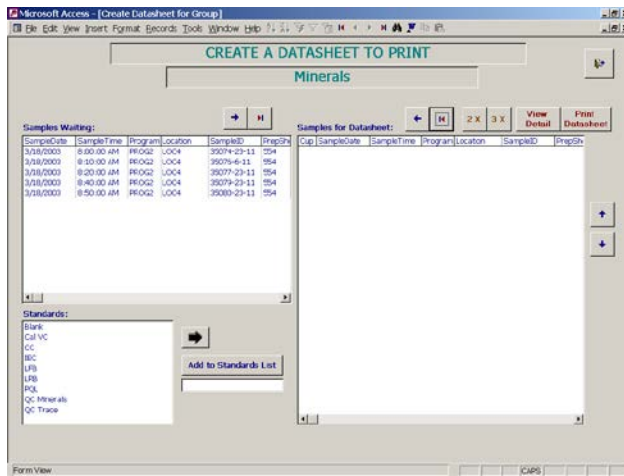 Microsoft Access - [Create Datasheet for Group]
File Edit View Insert Format Records Tools Window Help
CREATE A DATASHEET TO PRINT
Minerals
Samples Waiting:
SampleDate SampleTime Program Location SampleID PrepShe
3/18/2003 8:00:00 AM PROG2 LOC4 35074-23-11 554
3/18/2003 8:10:00 AM PROG2 LOC4 35076-6-11 554
3/18/2003 8:20:00 AM PROG2 LOC4 35077-23-11 554
3/18/2003 8:40:00 AM PROG2 LOC4 35079-23-11 554
3/18/2003 8:50:00 AM PROG2 LOC4 35080-23-11 554
Samples for Datasheet:
2 X
3 X
View Detail
Print Datasheet
Cup SampleDate SampleTime Program Location SampleID PrepSh
Standards:
Blank
Cal VC
CC
LFB
LRB
PQL
QC Minerals
QC Trace
Add to Standards List
Form View
CAPS